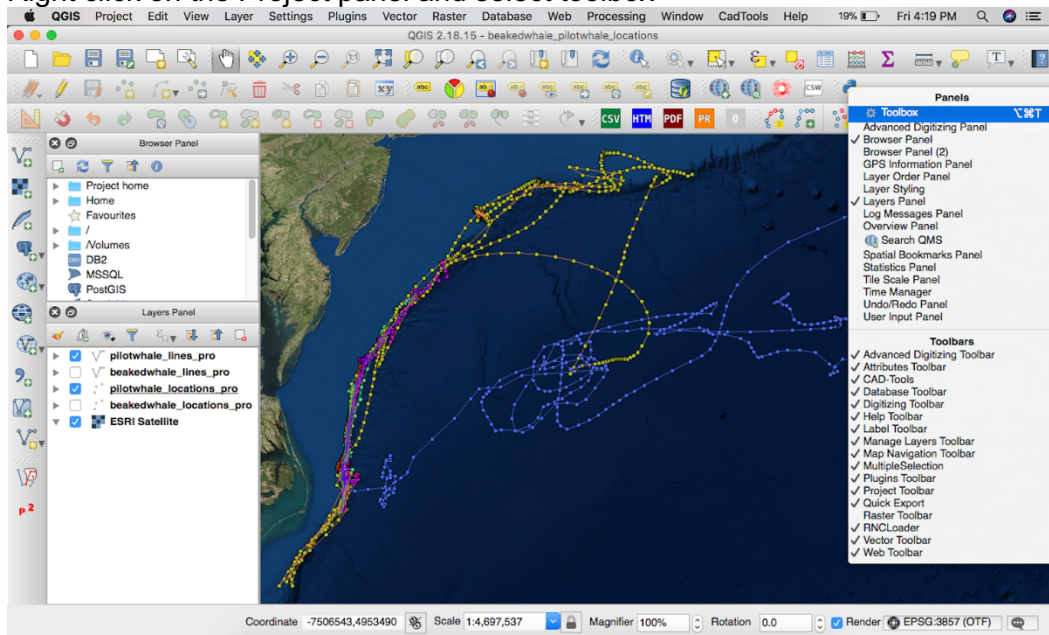 Right click on the Project panel and select toolbox
QGIS Project Edit View Layer Settings Plugins Vector Raster Database Web Processing Window CadTools Help 19% Fri 4:19 PM
QGIS 2.18.15 - beakedwhale_pilotwhale_locations
CSV HTM PDF PR
Browser Panel
Project home
Home
Favourites
/
/Volumes
DB2
MSSQL
PostGIS
Layers Panel
pilotwhale_lines_pro
beakedwhale_lines_pro
pilotwhale_locations_pro
beakedwhale_locations_pro
ESRI Satellite
Panels
Toolbox ⌥⌘T
Advanced Digitizing Panel
✓ Browser Panel
Browser Panel (2)
GPS Information Panel
Layer Order Panel
Layer Styling
✓ Layers Panel
Log Messages Panel
Overview Panel
Search QMS
Spatial Bookmarks Panel
Statistics Panel
Tile Scale Panel
Time Manager
Undo/Redo Panel
User Input Panel
Toolbars
✓ Advanced Digitizing Toolbar
✓ Attributes Toolbar
✓ CAD-Tools
✓ Database Toolbar
✓ Digitizing Toolbar
✓ Help Toolbar
✓ Label Toolbar
✓ Manage Layers Toolbar
✓ Map Navigation Toolbar
✓ MultipleSelection
✓ Plugins Toolbar
✓ Project Toolbar
✓ Quick Export
Raster Toolbar
✓ RNCLoader
✓ Vector Toolbar
✓ Web Toolbar
Coordinate -7506543,4953490 Scale 1:4,697,537 Magnifier 100% Rotation 0.0 Render EPSG:3857 (OTF)